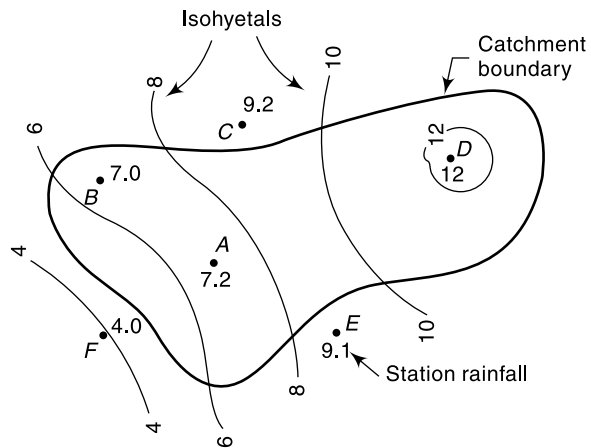 Isohyetals
Catchment
boundary
10
8
9.2
C
12
D
12
6
7.0
B
A
7.2
4
4.0
F
E
9.1
10
Station rainfall
8
4
6